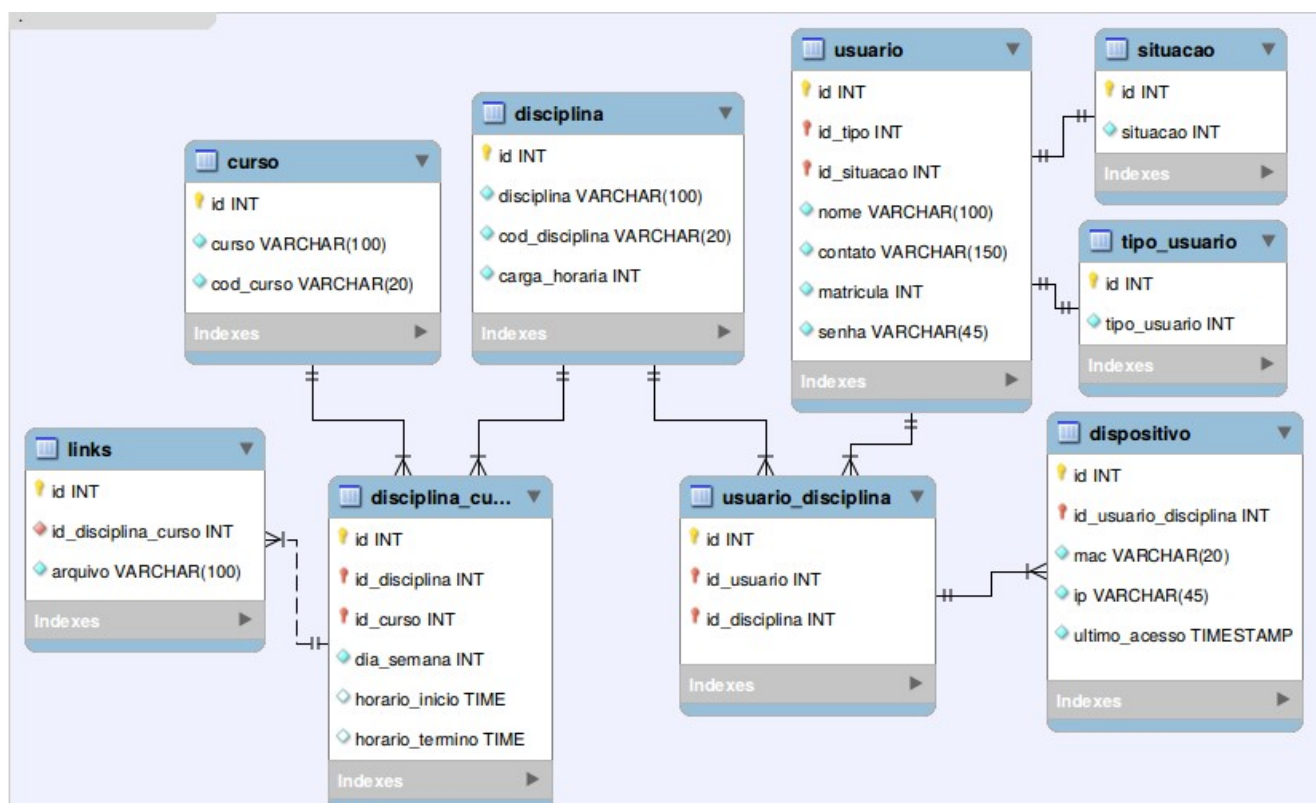 usuario
id INT
id_tipo INT
id_situacao INT
nome VARCHAR(100)
contato VARCHAR(150)
matricula INT
senha VARCHAR(45)
Indexes
situacao
id INT
situacao INT
Indexes
disciplina
id INT
disciplina VARCHAR(100)
cod_disciplina VARCHAR(20)
carga_horaria INT
Indexes
curso
id INT
curso VARCHAR(100)
cod_curso VARCHAR(20)
Indexes
tipo_usuario
id INT
tipo_usuario INT
Indexes
links
id INT
id_disciplina_curso INT
arquivo VARCHAR(100)
Indexes
disciplina_cu...
id INT
id_disciplina INT
id_curso INT
dia_semana INT
horario_inicio TIME
horario_termino TIME
Indexes
usuario_disciplina
id INT
id_usuario INT
id_disciplina INT
Indexes
dispositivo
id INT
id_usuario_disciplina INT
mac VARCHAR(20)
ip VARCHAR(45)
ultimo_acesso TIMESTAMP
Indexes